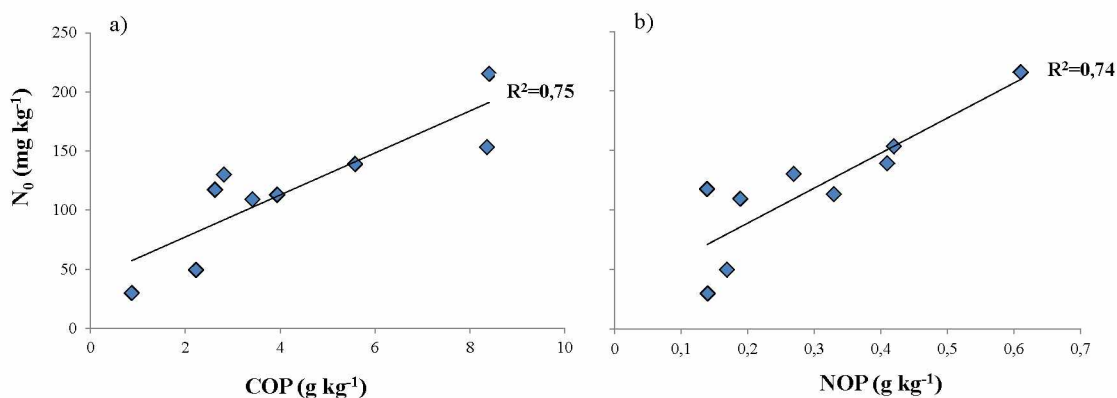 a)
N₀ (mg kg⁻¹)
250
200
150
100
50
0
R²=0,75
0 2 4 6 8 10
COP (g kg⁻¹)
b)
R²=0,74
0 0,1 0,2 0,3 0,4 0,5 0,6 0,7
NOP (g kg⁻¹)